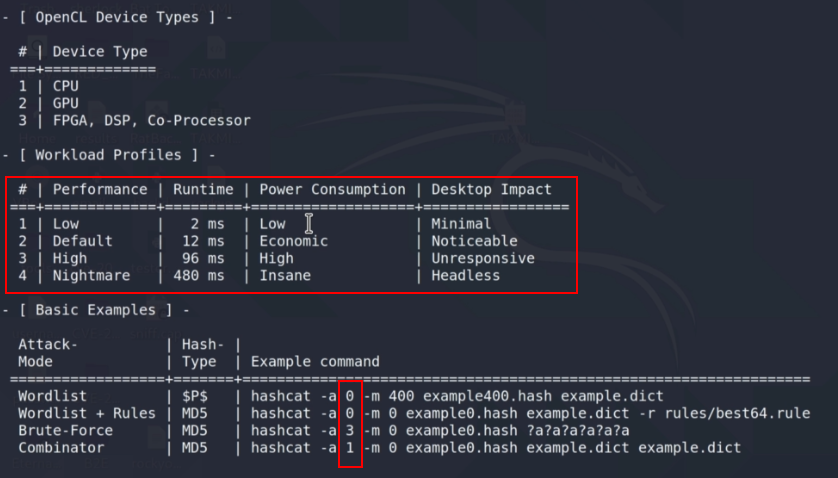 - [ OpenCL Device Types ] -
# | Device Type
===+=============
1 | CPU
2 | GPU
3 | FPGA, DSP, Co-Processor
- [ Workload Profiles ] -
# | Performance | Runtime | Power Consumption | Desktop Impact
===+=============+=========+===================+=================
1 | Low | 2 ms | Low | Minimal
2 | Default | 12 ms | Economic | Noticeable
3 | High | 96 ms | High | Unresponsive
4 | Nightmare | 480 ms | Insane | Headless
- [ Basic Examples ] -
Attack- | Hash- |
Mode | Type | Example command
==================+=======+==================================================================
Wordlist | $P$ | hashcat -a 0 -m 400 example400.hash example.dict
Wordlist + Rules | MD5 | hashcat -a 0 -m 0 example0.hash example.dict -r rules/best64.rule
Brute-Force | MD5 | hashcat -a 3 -m 0 example0.hash ?a?a?a?a?a?a
Combinator | MD5 | hashcat -a 1 -m 0 example0.hash example.dict example.dict